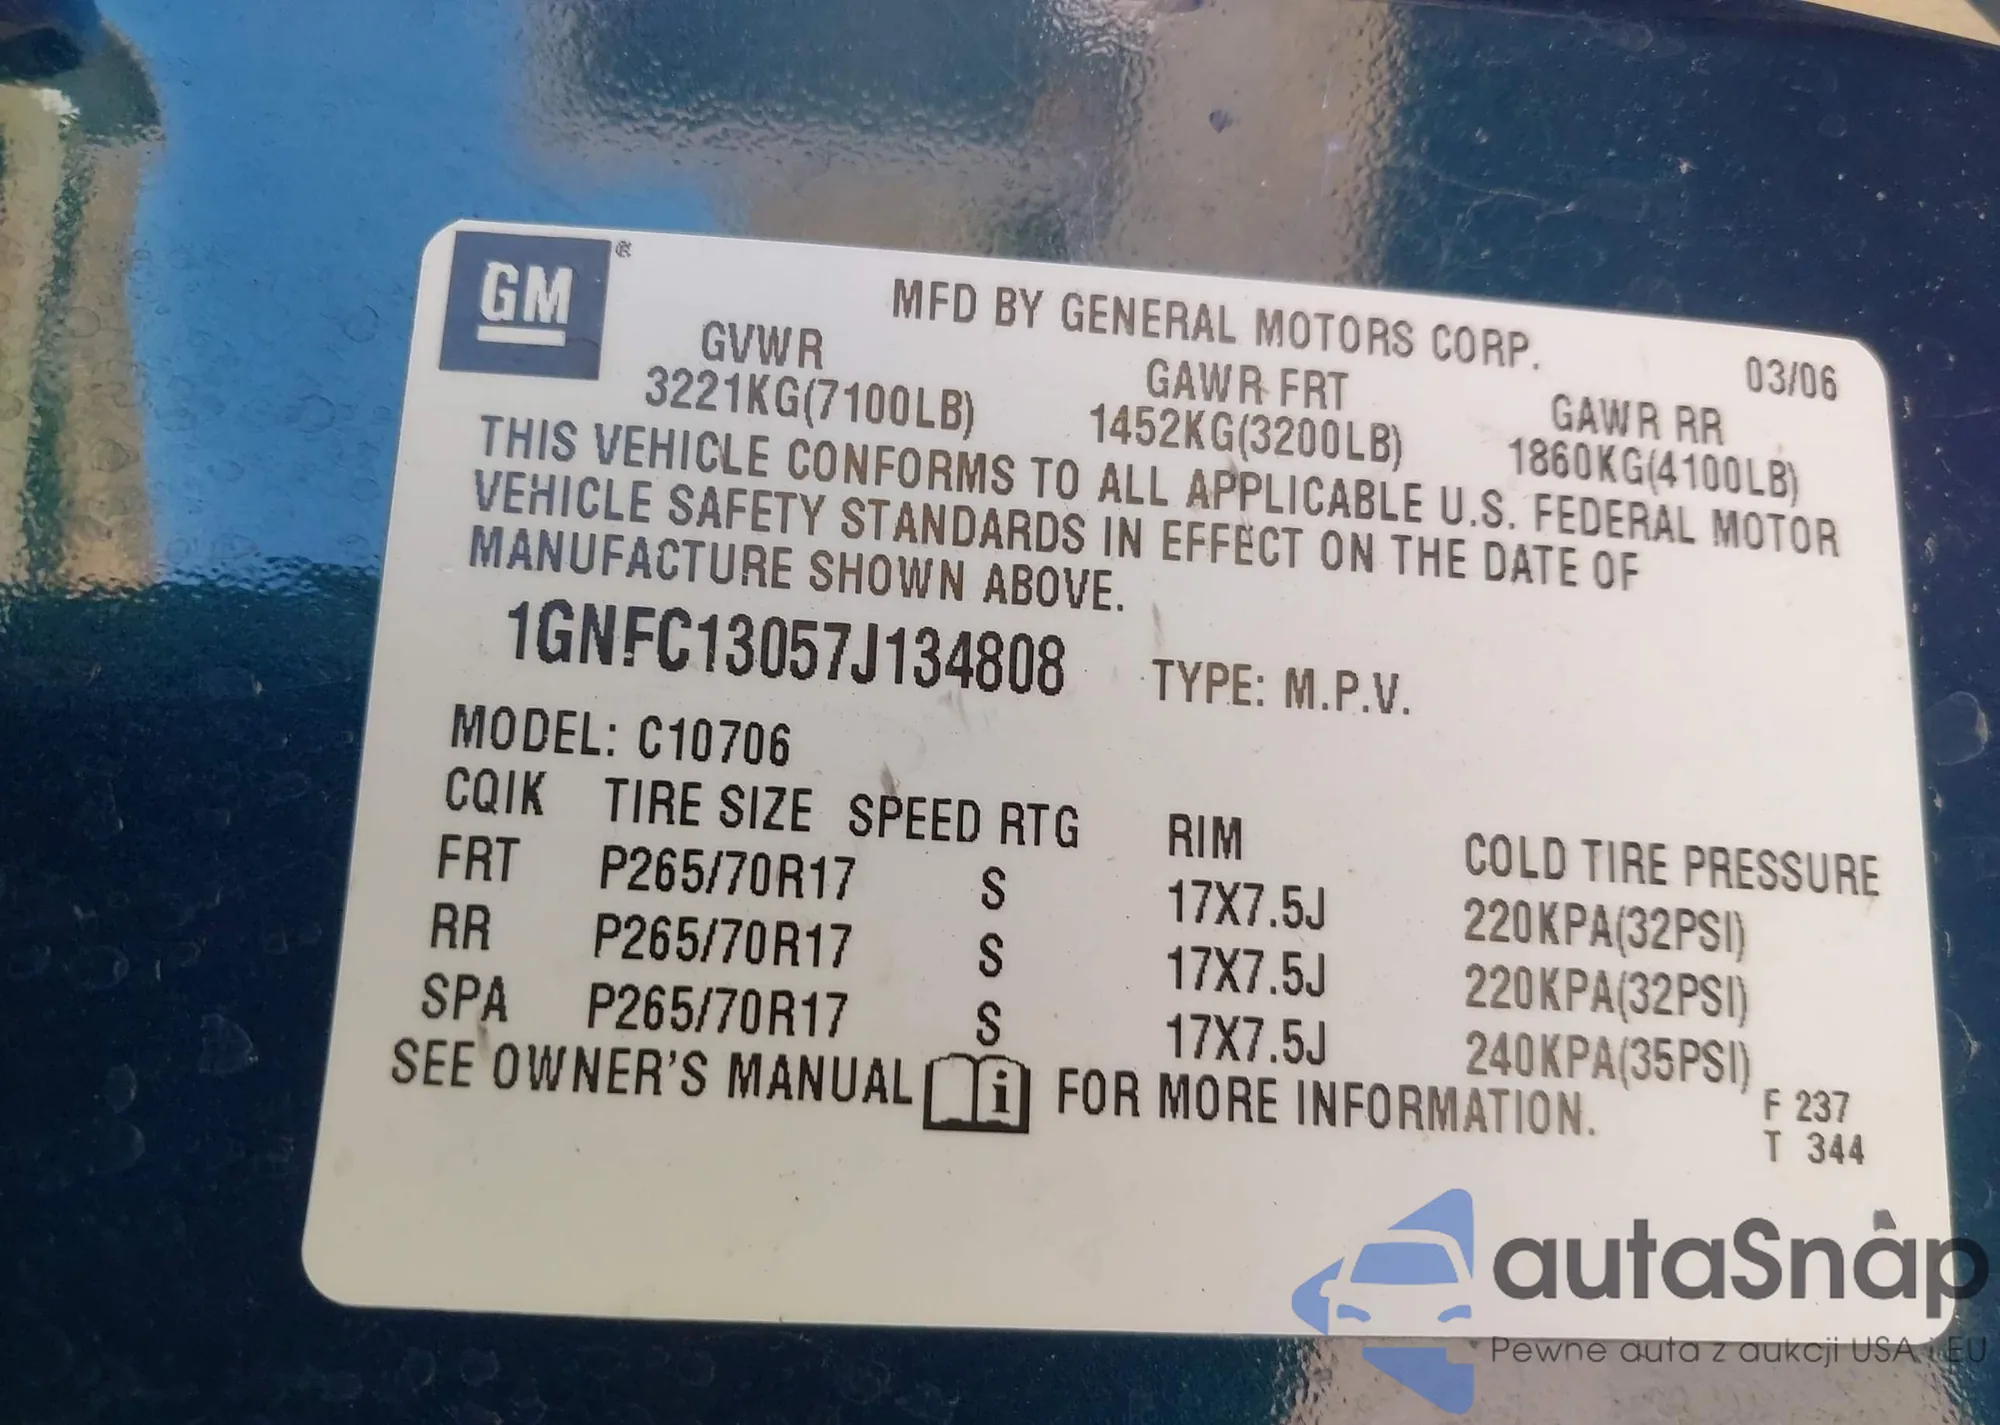 GM
MFD BY GENERAL MOTORS CORP.
03/06
GVWR GAWR FRT GAWR RR
3221KG(7100LB) 1452KG(3200LB) 1860KG(4100LB)
THIS VEHICLE CONFORMS TO ALL APPLICABLE U.S. FEDERAL MOTOR
VEHICLE SAFETY STANDARDS IN EFFECT ON THE DATE OF
MANUFACTURE SHOWN ABOVE.
1GNFC13057J134808 TYPE: M.P.V.
MODEL: C10706
CQIK TIRE SIZE SPEED RTG RIM COLD TIRE PRESSURE
FRT P265/70R17 S 17X7.5J 220KPA(32PSI)
RR P265/70R17 S 17X7.5J 220KPA(32PSI)
SPA P265/70R17 S 17X7.5J 240KPA(35PSI)
SEE OWNER'S MANUAL i FOR MORE INFORMATION.
F 237
T 344
autaSnap
Pewne auta z aukcji USA i EU